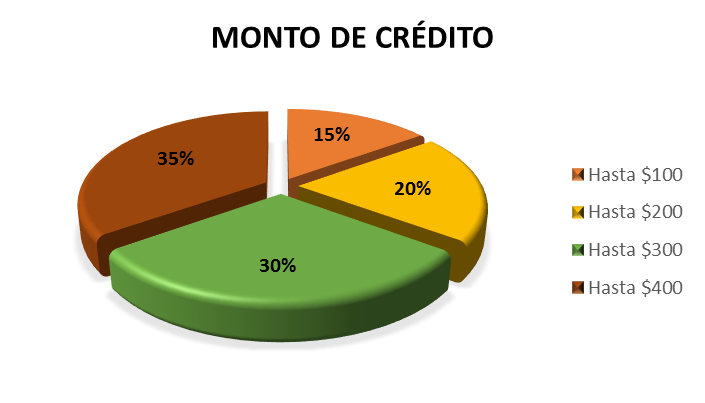 MONTO DE CRÉDITO
15%
35%
20%
30%
Hasta $100
Hasta $200
Hasta $300
Hasta $400